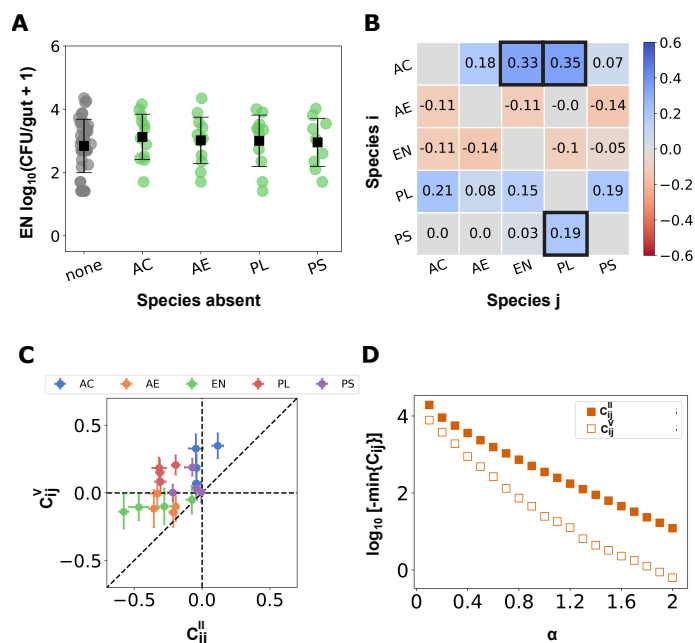 A
EN log10(CFU/gut + 1)
6
4
2
0
none
AC
AE
PL
PS
Species absent
B
Species i
AC
AE
EN
PL
PS
0.18
0.33
0.35
0.07
-0.11
-0.11
-0.0
-0.14
-0.11
-0.14
-0.1
-0.05
0.21
0.08
0.15
0.19
0.0
0.0
0.03
0.19
AC
AE
EN
PL
PS
Species j
0.6
0.4
0.2
0.0
-0.2
-0.4
-0.6
C
AC
AE
EN
PL
PS
C^V_ij
0.5
0.0
−0.5
−0.5
0.0
0.5
C^II_ij
D
log10 [-min{Cij}]
4
2
0
C^II_ij
C^V_ij
0
0.4
0.8
1.2
1.6
2
α